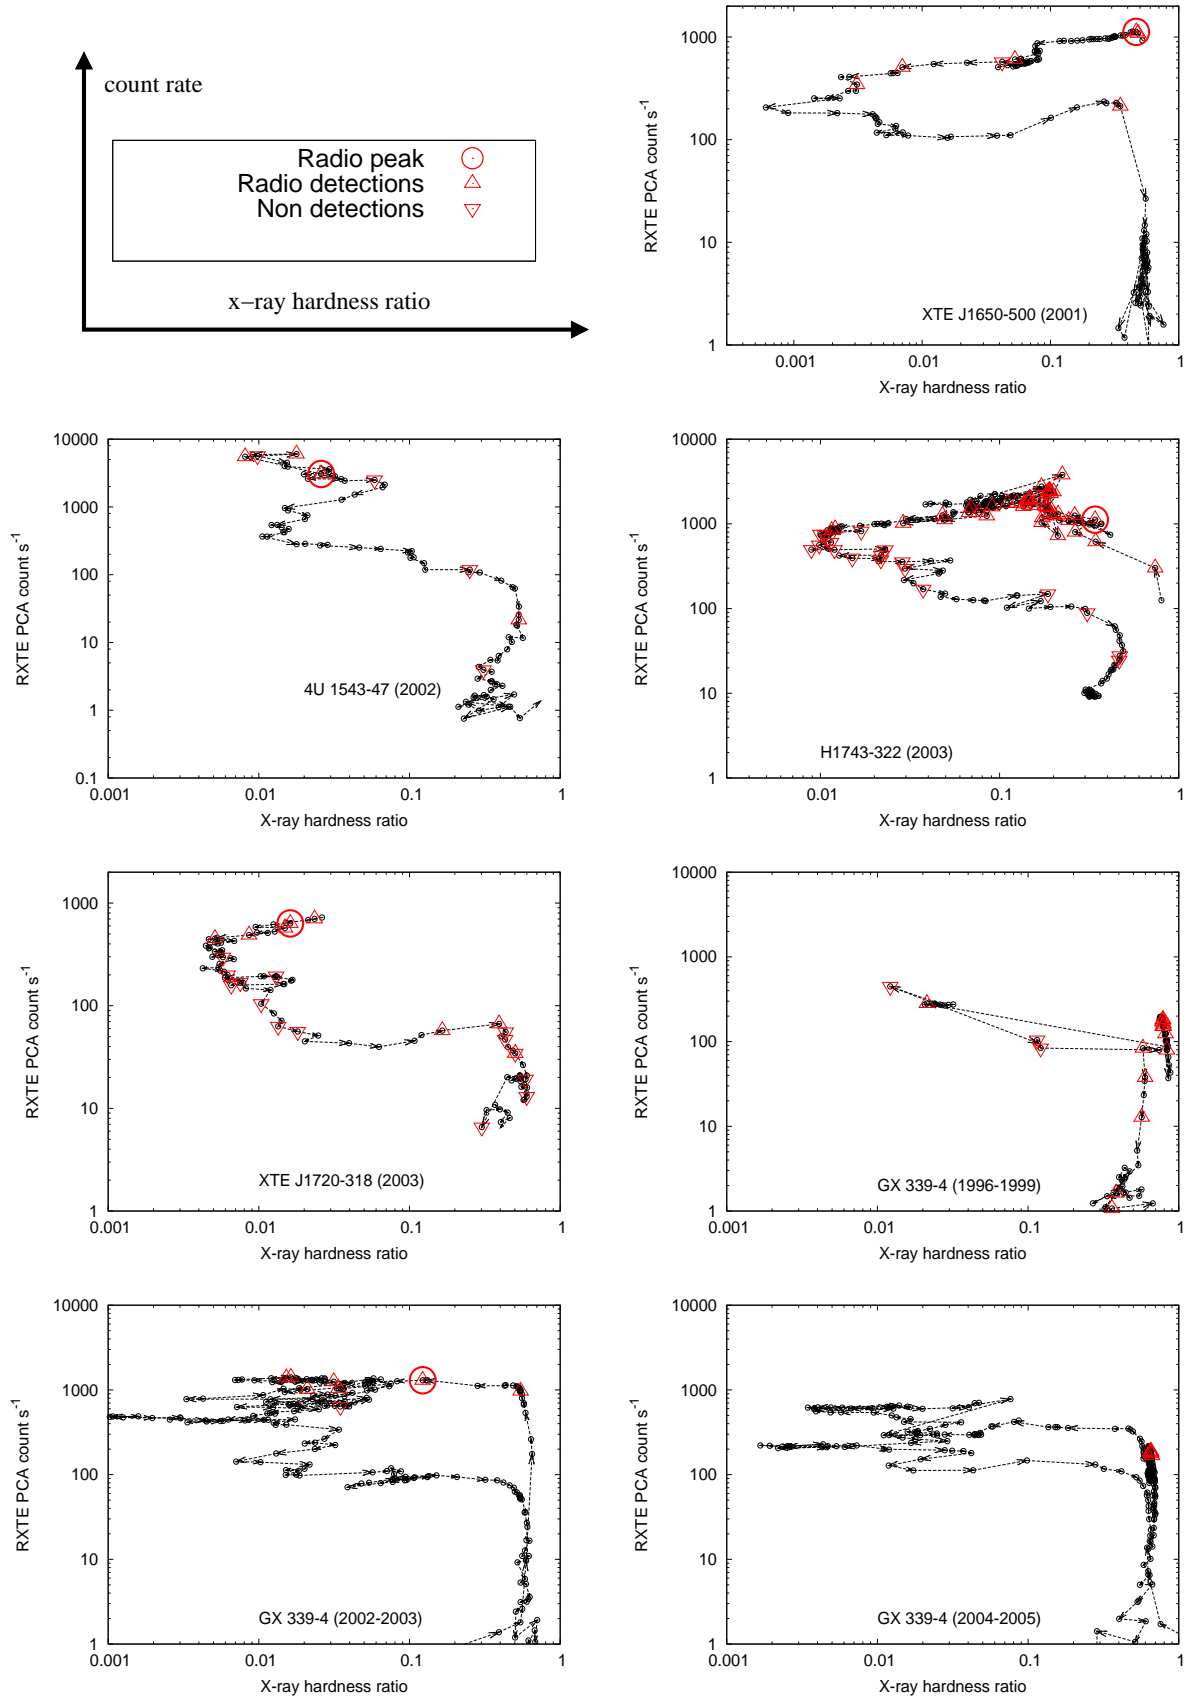 count rate
Radio peak
Radio detections
Non detections
x−ray hardness ratio
RXTE PCA count s-1
1000
100
10
1
XTE J1650-500 (2001)
0.001
0.01
0.1
1
X-ray hardness ratio
RXTE PCA count s-1
10000
1000
100
10
1
0.1
4U 1543-47 (2002)
0.001
0.01
0.1
1
X-ray hardness ratio
RXTE PCA count s-1
10000
1000
100
10
1
H1743-322 (2003)
0.01
0.1
1
X-ray hardness ratio
RXTE PCA count s-1
1000
100
10
1
XTE J1720-318 (2003)
0.001
0.01
0.1
1
X-ray hardness ratio
RXTE PCA count s-1
10000
1000
100
10
1
GX 339-4 (1996-1999)
0.001
0.01
0.1
1
X-ray hardness ratio
RXTE PCA count s-1
10000
1000
100
10
1
GX 339-4 (2002-2003)
0.001
0.01
0.1
1
X-ray hardness ratio
RXTE PCA count s-1
10000
1000
100
10
1
GX 339-4 (2004-2005)
0.001
0.01
0.1
1
X-ray hardness ratio